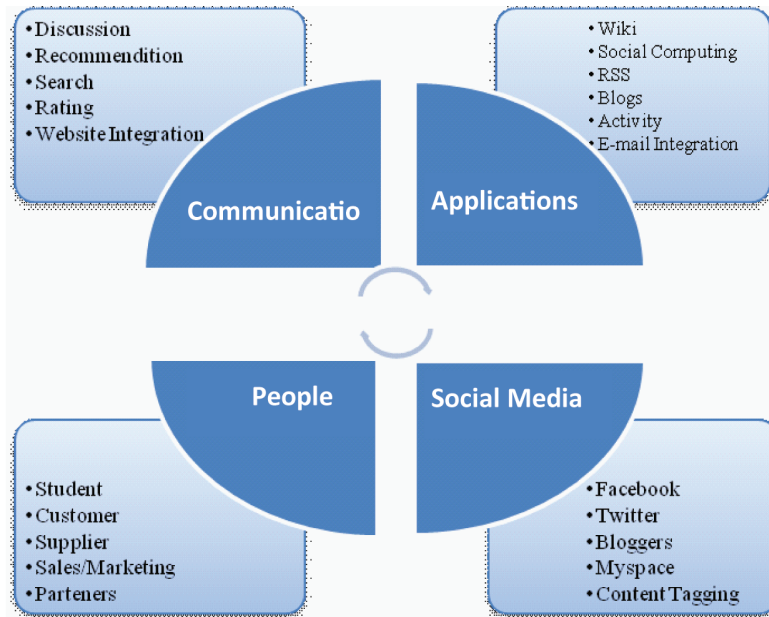 • Discussion
• Recommendition
• Search
• Rating
• Website Integration
Communicatio
• Wiki
• Social Computing
• RSS
• Blogs
• Activity
• E-mail Integration
Applications
People
• Student
• Customer
• Supplier
• Sales/Marketing
• Parteners
Social Media
• Facebook
• Twitter
• Bloggers
• Myspace
• Content Tagging